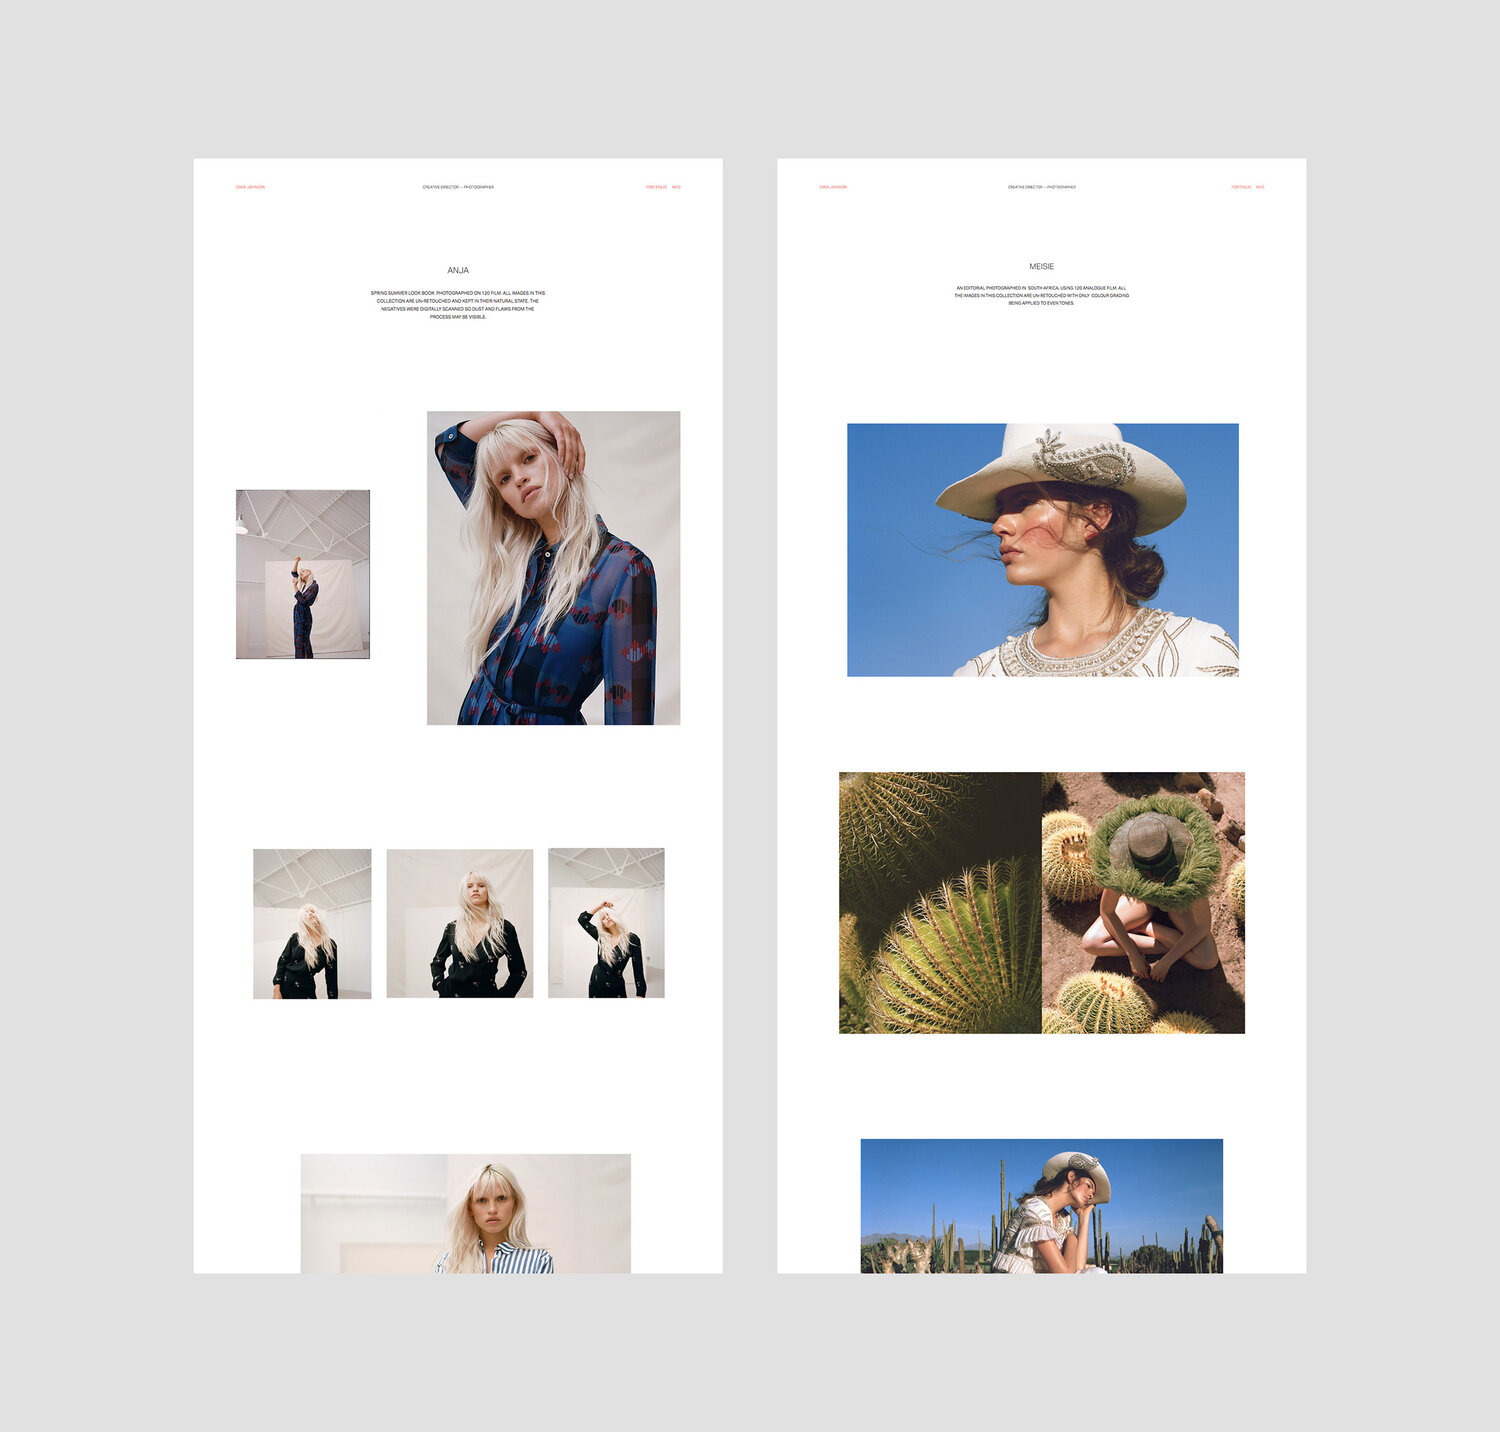 CARA JOHNSON
CREATIVE DIRECTOR — PHOTOGRAPHER
PORTFOLIO INFO
ANJA
SPRING SUMMER LOOK BOOK. PHOTOGRAPHED ON 120 FILM. ALL IMAGES IN THIS
COLLECTION ARE UN-RETOUCHED AND KEPT IN THEIR NATURAL STATE. THE
NEGATIVES WERE DIGITALLY SCANNED SO DUST AND FLAWS FROM THE
PROCESS MAY BE VISIBLE.
CARA JOHNSON
CREATIVE DIRECTOR — PHOTOGRAPHER
PORTFOLIO INFO
MEISIE
AN EDITORIAL PHOTOGRAPHED IN SOUTH AFRICA, USING 120 ANALOGUE FILM. ALL
THE IMAGES IN THIS COLLECTION ARE UN-RETOUCHED WITH ONLY COLOUR GRADING
BEING APPLIED TO EVEN TONES.